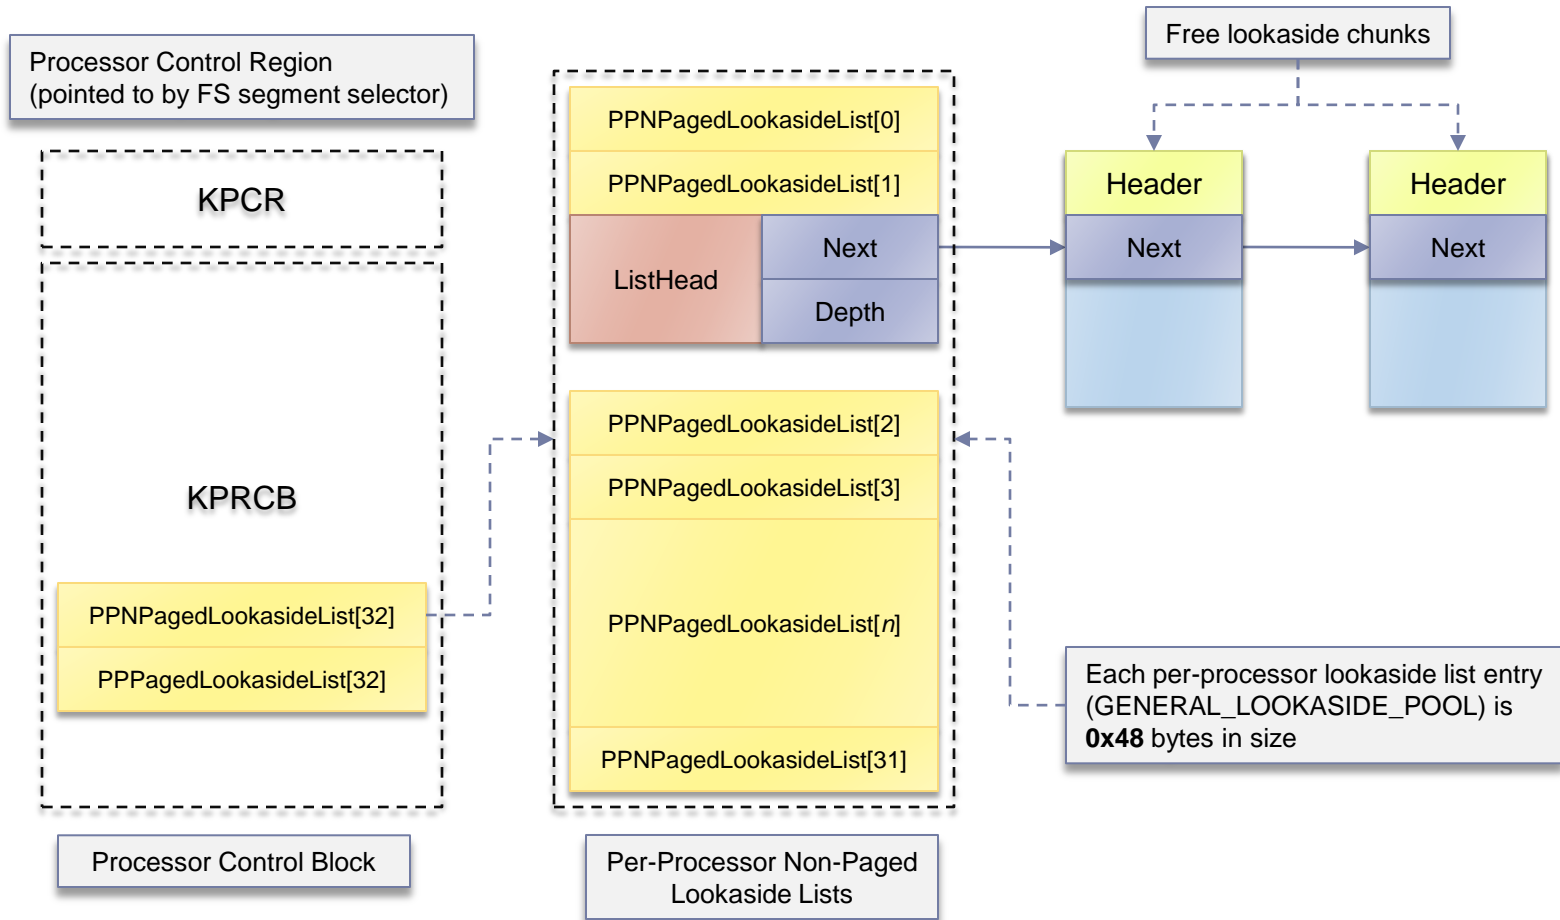 Processor Control Region
(pointed to by FS segment selector)
KPCR
KPRCB
PPNPagedLookasideList[32]
PPPagedLookasideList[32]
Processor Control Block
PPNPagedLookasideList[0]
PPNPagedLookasideList[1]
ListHead
Next
Depth
PPNPagedLookasideList[2]
PPNPagedLookasideList[3]
PPNPagedLookasideList[n]
PPNPagedLookasideList[31]
Per-Processor Non-Paged
Lookaside Lists
Free lookaside chunks
Header
Next
Header
Next
Each per-processor lookaside list entry
(GENERAL_LOOKASIDE_POOL) is
0x48 bytes in size